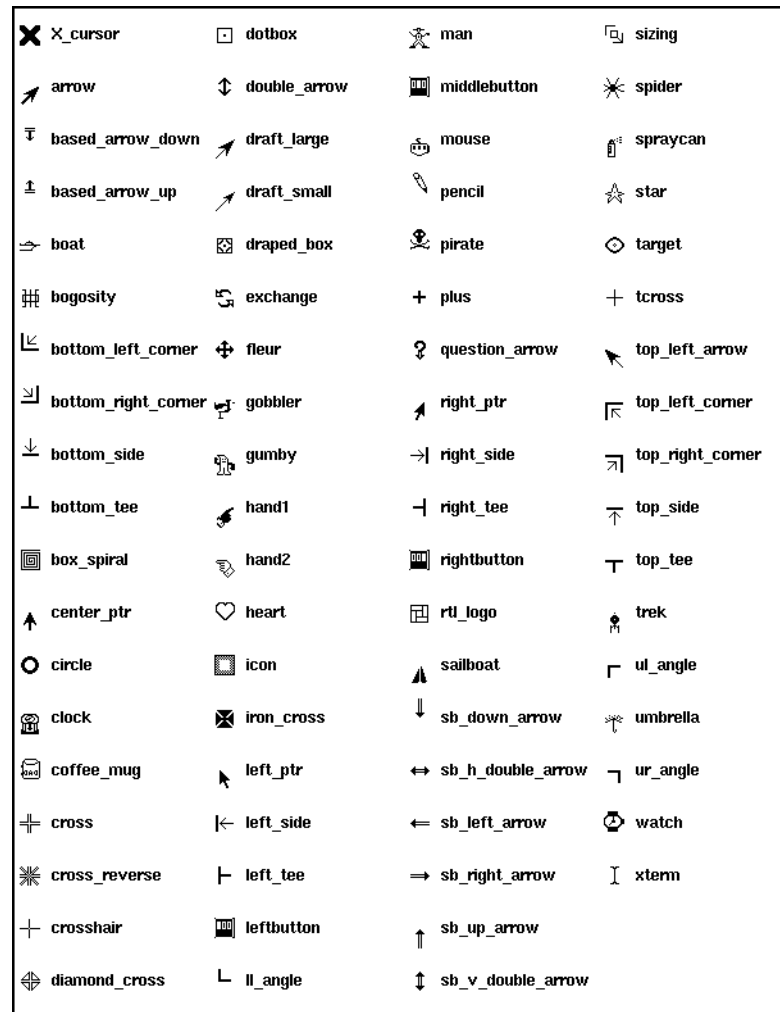 X_cursor
arrow
based_arrow_down
based_arrow_up
boat
bogosity
bottom_left_corner
bottom_right_corner
bottom_side
bottom_tee
box_spiral
center_ptr
circle
clock
coffee_mug
cross
cross_reverse
crosshair
diamond_cross
dotbox
double_arrow
draft_large
draft_small
draped_box
exchange
fleur
gobbler
gumby
hand1
hand2
heart
icon
iron_cross
left_ptr
left_side
left_tee
leftbutton
ll_angle
man
middlebutton
mouse
pencil
pirate
plus
question_arrow
right_ptr
right_side
right_tee
rightbutton
rtl_logo
sailboat
sb_down_arrow
sb_h_double_arrow
sb_left_arrow
sb_right_arrow
sb_up_arrow
sb_v_double_arrow
sizing
spider
spraycan
star
target
tcross
top_left_arrow
top_left_corner
top_right_corner
top_side
top_tee
trek
ul_angle
umbrella
ur_angle
watch
xterm